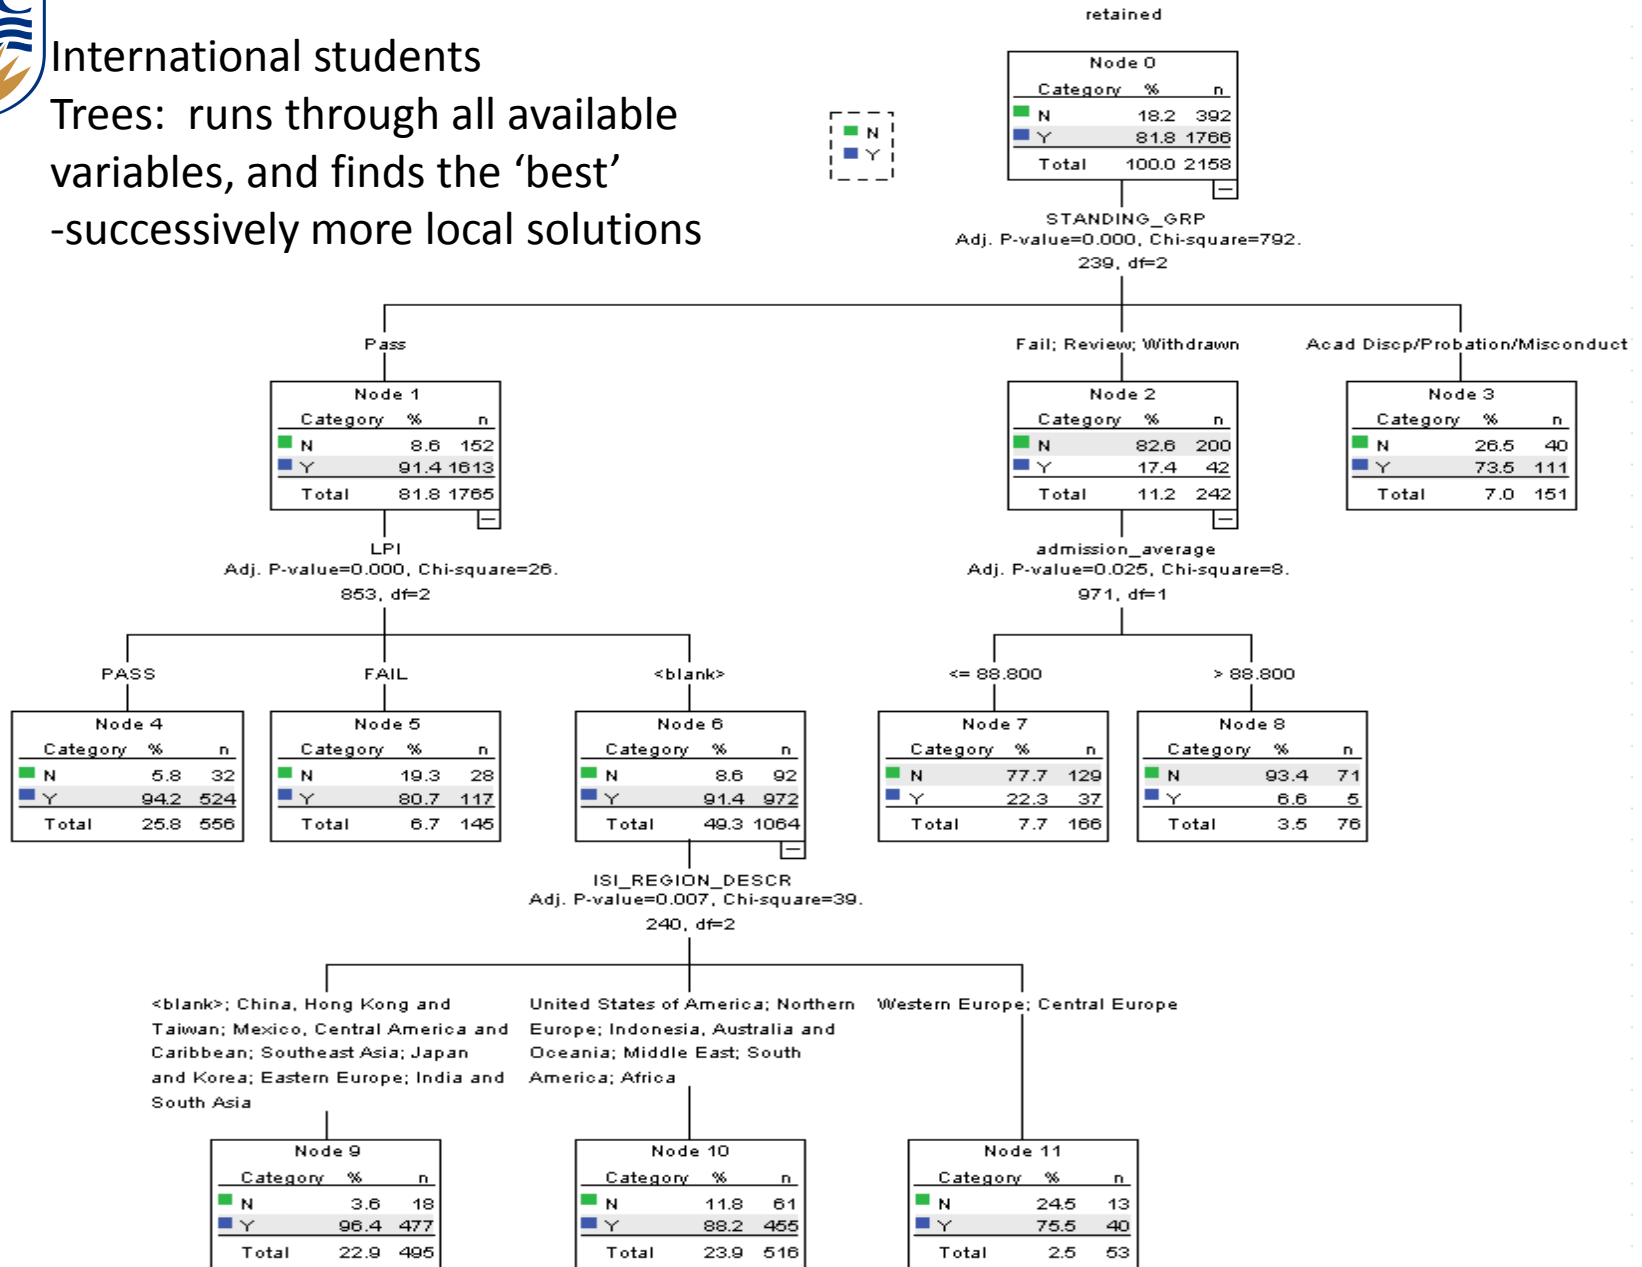 International students
Trees: runs through all available
variables, and finds the ‘best’
-successively more local solutions
N
Y
retained
Node 0
Category % n
N 18.2 392
Y 81.8 1766
Total 100.0 2158
STANDING_GRP
Adj. P-value=0.000, Chi-square=792.
239, df=2
Pass
Fail; Review; Withdrawn
Acad Discp/Probation/Misconduct
Node 1
Category % n
N 8.6 152
Y 91.4 1613
Total 81.8 1765
Node 2
Category % n
N 82.6 200
Y 17.4 42
Total 11.2 242
Node 3
Category % n
N 26.5 40
Y 73.5 111
Total 7.0 151
LPI
Adj. P-value=0.000, Chi-square=26.
853, df=2
admission_average
Adj. P-value=0.025, Chi-square=8.
971, df=1
PASS
FAIL
<blank>
<= 88.800
> 88.800
Node 4
Category % n
N 5.8 32
Y 94.2 524
Total 25.8 556
Node 5
Category % n
N 19.3 28
Y 80.7 117
Total 6.7 145
Node 6
Category % n
N 8.6 92
Y 91.4 972
Total 49.3 1064
Node 7
Category % n
N 77.7 129
Y 22.3 37
Total 7.7 166
Node 8
Category % n
N 93.4 71
Y 6.6 5
Total 3.5 76
ISI_REGION_DESCR
Adj. P-value=0.007, Chi-square=39.
240, df=2
<blank>; China, Hong Kong and
Taiwan; Mexico, Central America and
Caribbean; Southeast Asia; Japan
and Korea; Eastern Europe; India and
South Asia
United States of America; Northern
Europe; Indonesia, Australia and
Oceania; Middle East; South
America; Africa
Western Europe; Central Europe
Node 9
Category % n
N 3.6 18
Y 96.4 477
Total 22.9 495
Node 10
Category % n
N 11.8 61
Y 88.2 455
Total 23.9 516
Node 11
Category % n
N 24.5 13
Y 75.5 40
Total 2.5 53